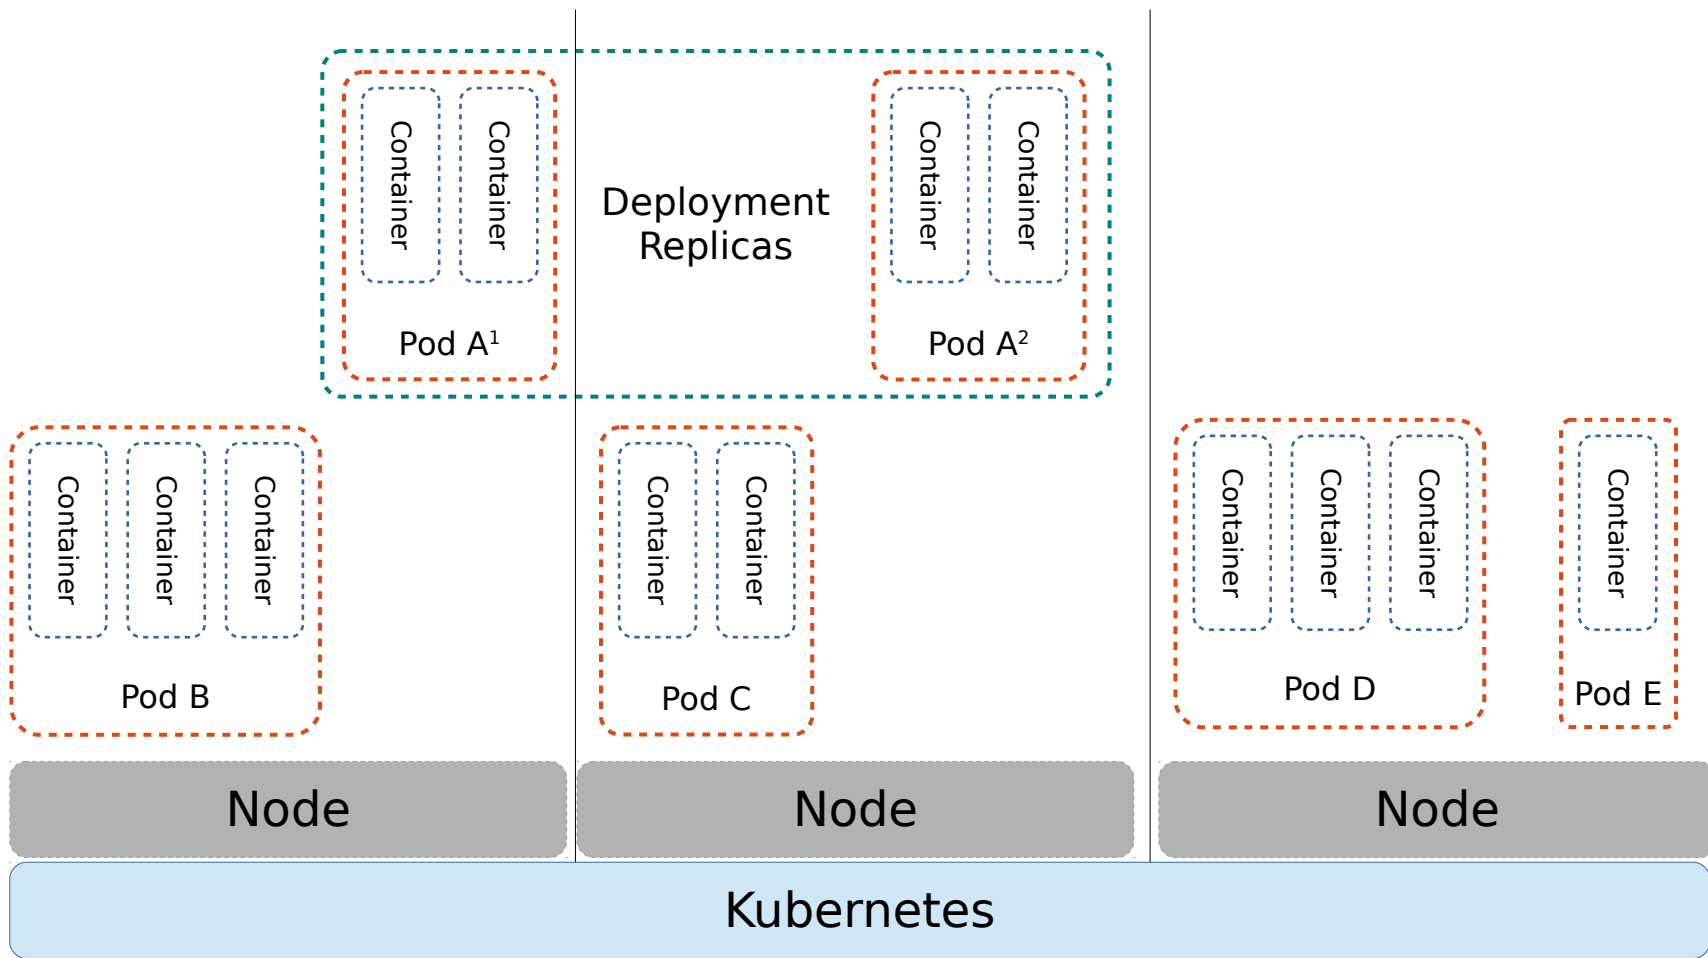 Container
Container
Deployment
Replicas
Container
Container
Pod A¹
Pod A²
Container
Container
Container
Pod B
Container
Container
Pod C
Container
Container
Container
Pod D
Container
Pod E
Node
Node
Node
Kubernetes